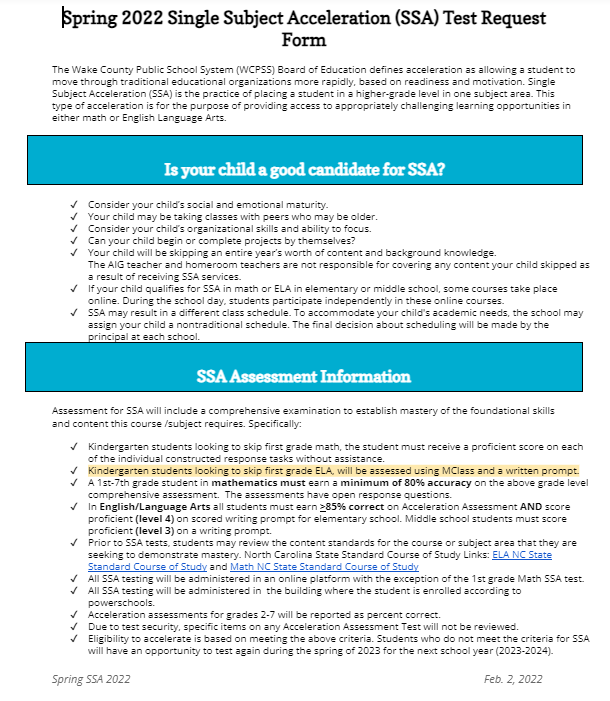 Spring 2022 Single Subject Acceleration (SSA) Test Request
Form
The Wake County Public School System (WCPSS) Board of Education defines acceleration as allowing a student to
move through traditional educational organizations more rapidly, based on readiness and motivation. Single
Subject Acceleration (SSA) is the practice of placing a student in a higher-grade level in one subject area. This
type of acceleration is for the purpose of providing access to appropriately challenging learning opportunities in
either math or English Language Arts.
Is your child a good candidate for SSA?
✓ Consider your child's social and emotional maturity.
✓ Your child may be taking classes with peers who may be older.
✓ Consider your child's organizational skills and ability to focus.
✓ Can your child begin or complete projects by themselves?
✓ Your child will be skipping an entire year's worth of content and background knowledge.
The AIG teacher and homeroom teachers are not responsible for covering any content your child skipped as
a result of receiving SSA services.
✓ If your child qualifies for SSA in math or ELA in elementary or middle school, some courses take place
online. During the school day, students participate independently in these online courses.
✓ SSA may result in a different class schedule. To accommodate your child's academic needs, the school may
assign your child a nontraditional schedule. The final decision about scheduling will be made by the
principal at each school.
SSA Assessment Information
Assessment for SSA will include a comprehensive examination to establish mastery of the foundational skills
and content this course /subject requires. Specifically:
✓ Kindergarten students looking to skip first grade math, the student must receive a proficient score on each
of the individual constructed response tasks without assistance.
✓ Kindergarten students looking to skip first grade ELA, will be assessed using MClass and a written prompt.
✓ A 1st-7th grade student in mathematics must earn a minimum of 80% accuracy on the above grade level
comprehensive assessment. The assessments have open response questions.
✓ In English/Language Arts all students must earn ≥85% correct on Acceleration Assessment AND score
proficient (level 4) on scored writing prompt for elementary school. Middle school students must score
proficient (level 3) on a writing prompt.
✓ Prior to SSA tests, students may review the content standards for the course or subject area that they are
seeking to demonstrate mastery. North Carolina State Standard Course of Study Links: ELA NC State
Standard Course of Study and Math NC State Standard Course of Study
✓ All SSA testing will be administered in an online platform with the exception of the 1st grade Math SSA test.
✓ All SSA testing will be administered in the building where the student is enrolled according to
powerschools.
✓ Acceleration assessments for grades 2-7 will be reported as percent correct.
✓ Due to test security, specific items on any Acceleration Assessment Test will not be reviewed.
✓ Eligibility to accelerate is based on meeting the above criteria. Students who do not meet the criteria for SSA
will have an opportunity to test again during the spring of 2023 for the next school year (2023-2024).
Spring SSA 2022 Feb. 2, 2022